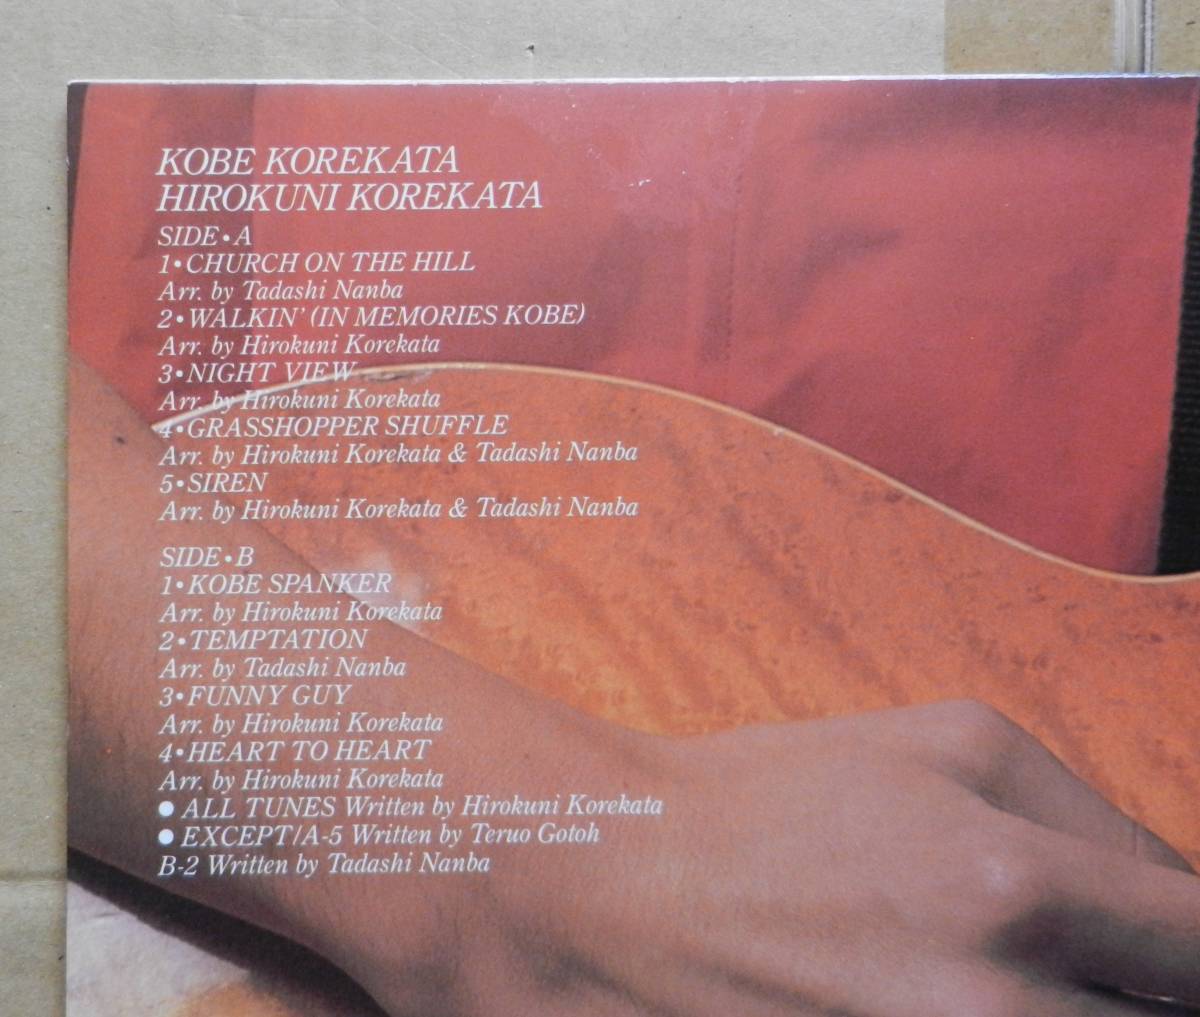 KOBE KOREKATA
HIROKUNI KOREKATA
SIDE•A
1•CHURCH ON THE HILL
Arr. by Tadashi Nanba
2•WALKIN' (IN MEMORIES KOBE)
Arr. by Hirokuni Korekata
3•NIGHT VIEW
Arr. by Hirokuni Korekata
4•GRASSHOPPER SHUFFLE
Arr. by Hirokuni Korekata & Tadashi Nanba
5•SIREN
Arr. by Hirokuni Korekata & Tadashi Nanba
SIDE•B
1•KOBE SPANKER
Arr. by Hirokuni Korekata
2•TEMPTATION
Arr. by Tadashi Nanba
3•FUNNY GUY
Arr. by Hirokuni Korekata
4•HEART TO HEART
Arr. by Hirokuni Korekata
● ALL TUNES Written by Hirokuni Korekata
● EXCEPT/A-5 Written by Teruo Gotoh
B-2 Written by Tadashi Nanba